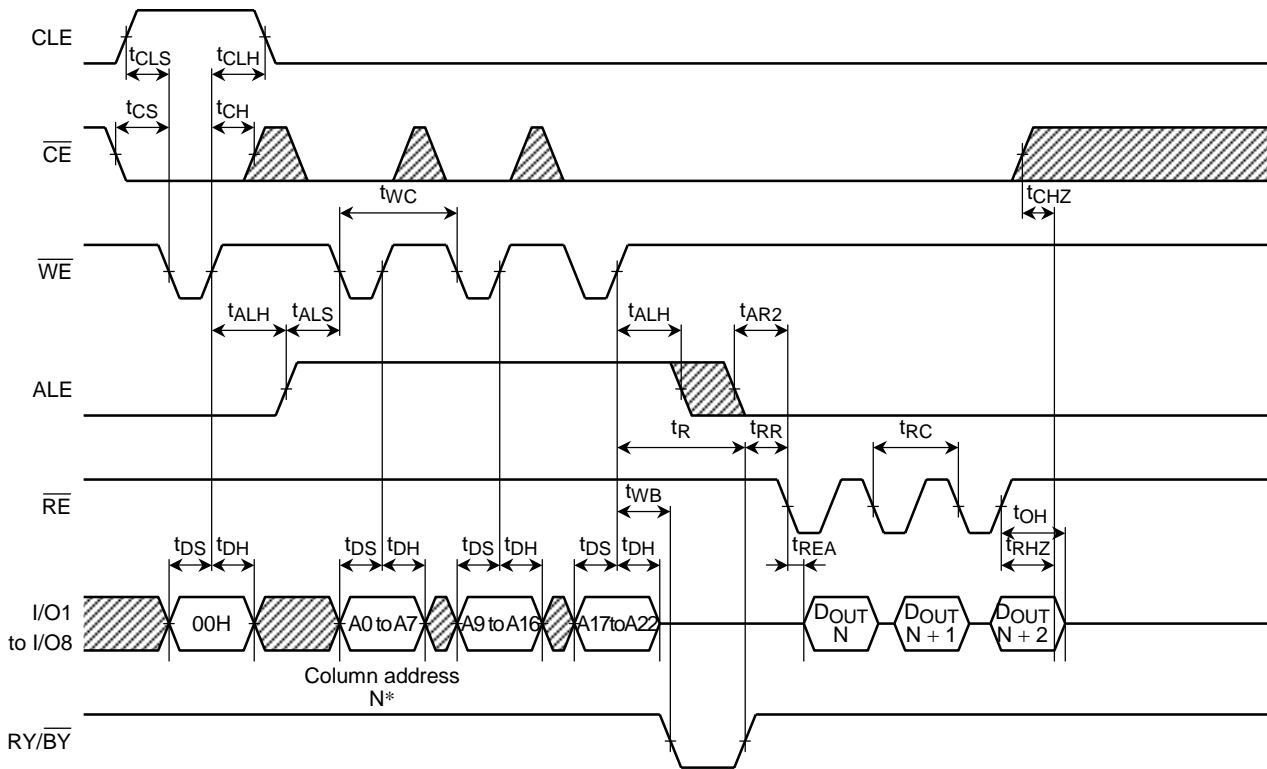 CLE
tCLS
tCLH
tCS
tCH
CE
tWC
tCHZ
WE
tALH
tALS
tALH
tAR2
ALE
tR
tRR
tRC
RE
tWB
tOH
tDS
tDH
tDS
tDH
tDS
tDH
tDS
tDH
tREA
tRHZ
I/O1
to I/O8
00H
A0 to A7
A9 to A16
A17 to A22
DOUT
N
DOUT
N + 1
DOUT
N + 2
Column address
N*
RY/BY